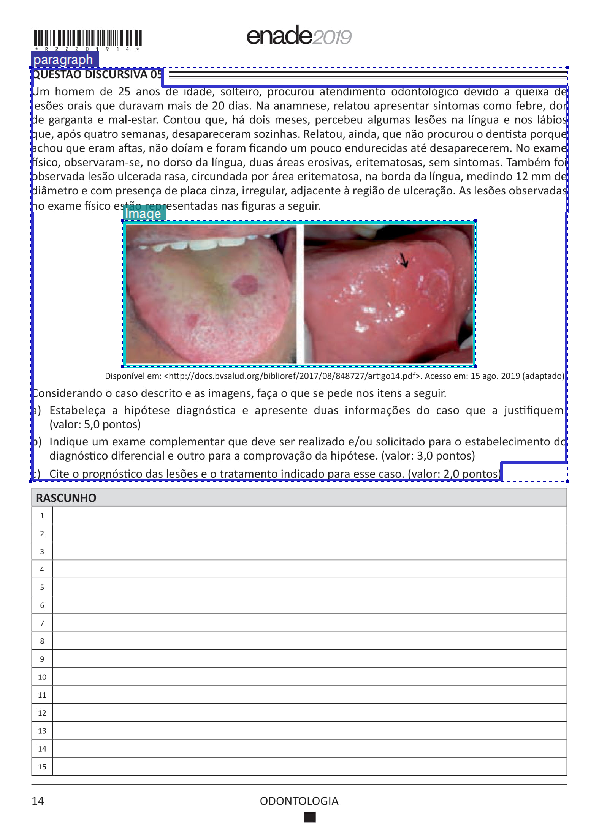 * R 2 2 2 0 1 9 1 4 *
enade2019
paragraph
QUESTÃO DISCURSIVA 05
Um homem de 25 anos de idade, solteiro, procurou atendimento odontológico devido a queixa de
lesões orais que duravam mais de 20 dias. Na anamnese, relatou apresentar sintomas como febre, dor
de garganta e mal-estar. Contou que, há dois meses, percebeu algumas lesões na língua e nos lábios
que, após quatro semanas, desapareceram sozinhas. Relatou, ainda, que não procurou o dentista porque
achou que eram aftas, não doíam e foram ficando um pouco endurecidas até desaparecerem. No exame
físico, observaram-se, no dorso da língua, duas áreas erosivas, eritematosas, sem sintomas. Também foi
observada lesão ulcerada rasa, circundada por área eritematosa, na borda da língua, medindo 12 mm de
diâmetro e com presença de placa cinza, irregular, adjacente à região de ulceração. As lesões observadas
no exame físico estão representadas nas figuras a seguir.
Image
Disponível em: <http://docs.bvsalud.org/biblioref/2017/08/848727/artigo14.pdf>. Acesso em: 15 ago. 2019 (adaptado).
Considerando o caso descrito e as imagens, faça o que se pede nos itens a seguir.
a) Estabeleça a hipótese diagnóstica e apresente duas informações do caso que a justifiquem.
(valor: 5,0 pontos)
b) Indique um exame complementar que deve ser realizado e/ou solicitado para o estabelecimento do
diagnóstico diferencial e outro para a comprovação da hipótese. (valor: 3,0 pontos)
c) Cite o prognóstico das lesões e o tratamento indicado para esse caso. (valor: 2,0 pontos)
RASCUNHO
1
2
3
4
5
6
7
8
9
10
11
12
13
14
15
14
ODONTOLOGIA